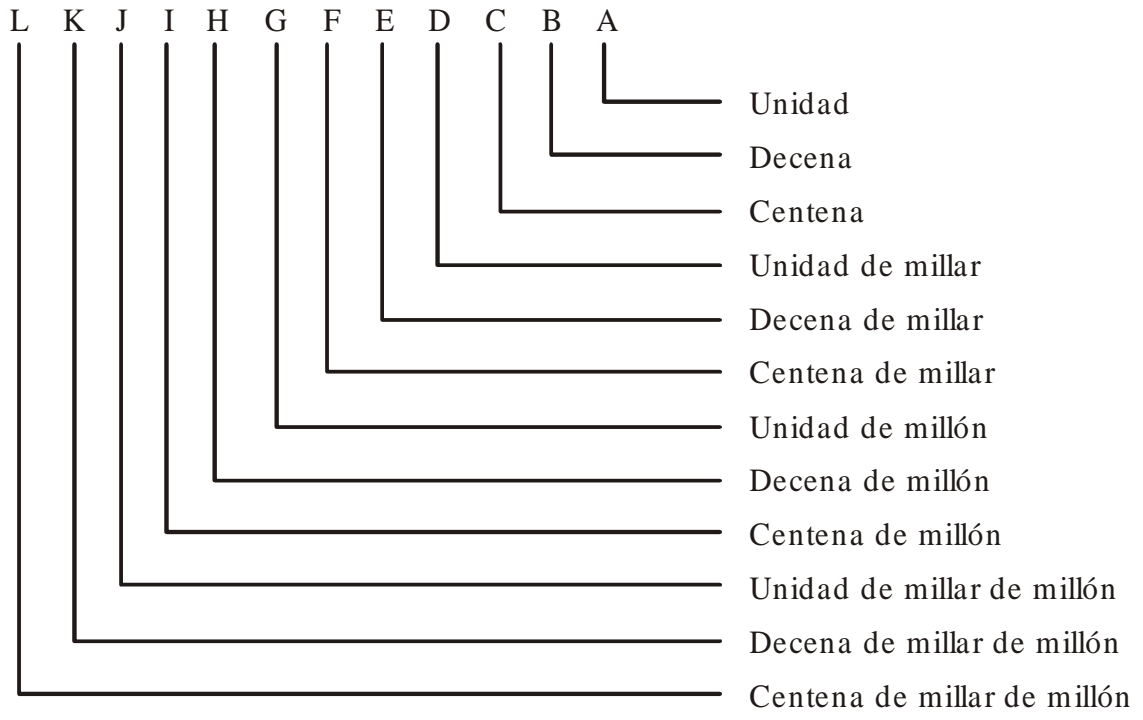 L K J I H G F E D C B A
Unidad
Decena
Centena
Unidad de millar
Decena de millar
Centena de millar
Unidad de millón
Decena de millón
Centena de millón
Unidad de millar de millón
Decena de millar de millón
Centena de millar de millón